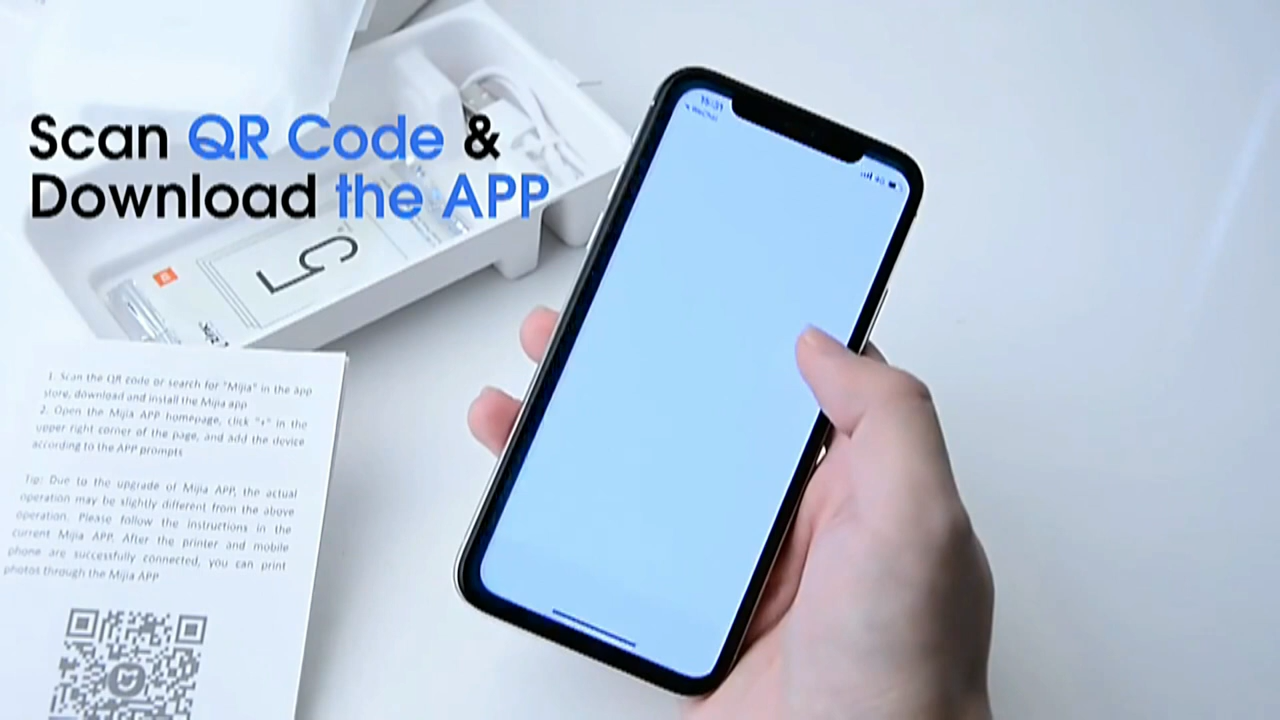 Scan QR Code &
Download the APP
15:31
WeChat
4G
1. Scan the QR code or search for "Mijia" in the app
store, download and install the Mijia app
2. Open the Mijia APP homepage, click "+" in the
upper right corner of the page, and add the device
according to the APP prompts
Tip: Due to the upgrade of Mijia APP, the actual
operation may be slightly different from the above
operation. Please follow the instructions in the
current Mijia APP. After the printer and mobile
phone are successfully connected, you can print
photos through the Mijia APP